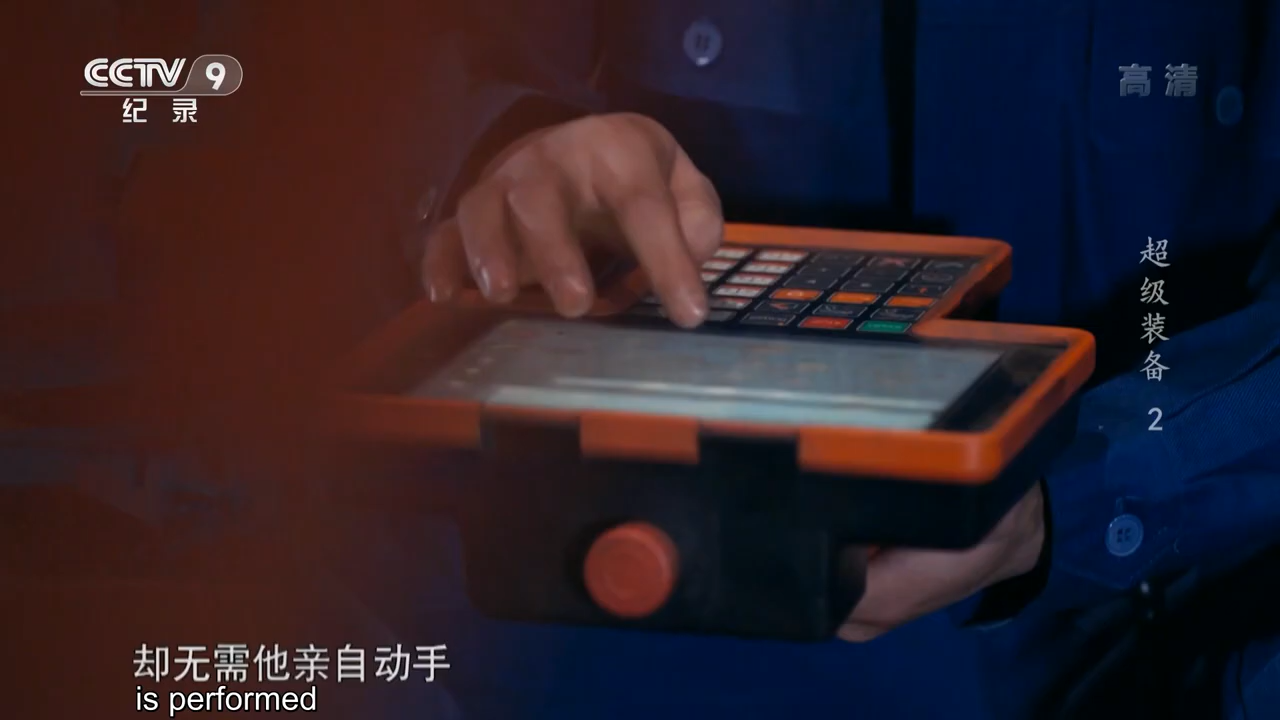 CCTV 9
纪录
高清
超级装备 2
却无需他亲自动手
is performed